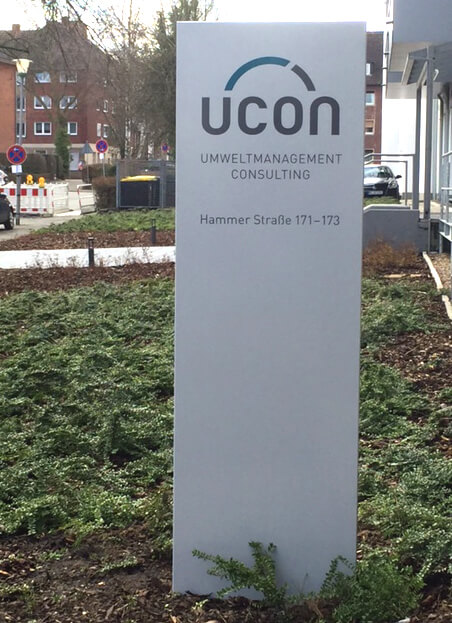 ucon
UMWELTMANAGEMENT
CONSULTING
Hammer Straße 171–173